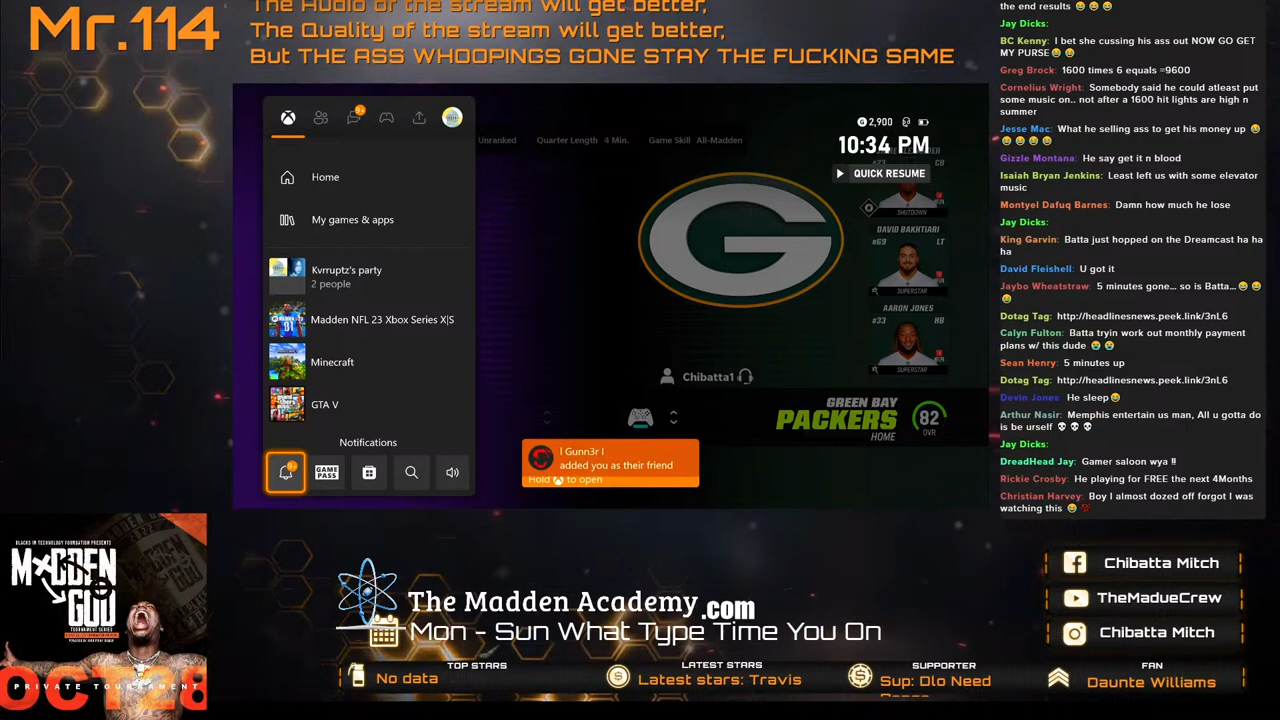 Mr.114
The Audio of the stream will get better,
The Quality of the stream will get better,
But THE ASS WHOOPINGS GONE STAY THE FUCKING SAME
9+
Home
My games & apps
Kvrruptz's party
2 people
Madden NFL 23 Xbox Series X|S
Minecraft
GTA V
Notifications
GAME PASS
Unranked Quarter Length 4 Min. Game Skill All-Madden
G 2,900
10:34 PM
QUICK RESUME
#23 CB
SHUTDOWN
DAVID BAKHTIARI
#69 LT
SUPERSTAR
AARON JONES
#33 HB
SUPERSTAR
Chibatta1
GREEN BAY
PACKERS
HOME
82
OVR
I Gunn3r I
added you as their friend
Hold to open
the end results
Jay Dicks:
BC Kenny: I bet she cussing his ass out NOW GO GET
MY PURSE
Greg Brock: 1600 times 6 equals =9600
Cornelius Wright: Somebody said he could atleast put
some music on.. not after a 1600 hit lights are high n
summer
Jesse Mac: What he selling ass to get his money up
Gizzle Montana: He say get it n blood
Isaiah Bryan Jenkins: Least left us with some elevator
music
Montyel Dafuq Barnes: Damn how much he lose
Jay Dicks:
King Garvin: Batta just hopped on the Dreamcast ha ha
ha
David Fleishell: U got it
Jaybo Wheatstraw: 5 minutes gone... so is Batta...
Dotag Tag: http://headlinesnews.peek.link/3nL6
Calyn Fulton: Batta tryin work out monthly payment
plans w/ this dude
Sean Henry: 5 minutes up
Dotag Tag: http://headlinesnews.peek.link/3nL6
Devin Jones: He sleep
Arthur Nasir: Memphis entertain us man, All u gotta do
is be urself
Jay Dicks:
DreadHead Jay: Gamer saloon wya !!
Rickie Crosby: He playing for FREE the next 4Months
Christian Harvey: Boy I almost dozed off forgot I was
watching this
BLACKS IN TECHNOLOGY FOUNDATION PRESENTS
MADDEN
GOD
TOURNAMENT SERIES
PRIVATE TOURNAMENT
The Madden Academy.com
Mon - Sun What Type Time You On
Chibatta Mitch
TheMadueCrew
Chibatta Mitch
TOP STARS
No data
LATEST STARS
Latest stars: Travis
SUPPORTER
Sup: Dlo Need
FAN
Daunte Williams